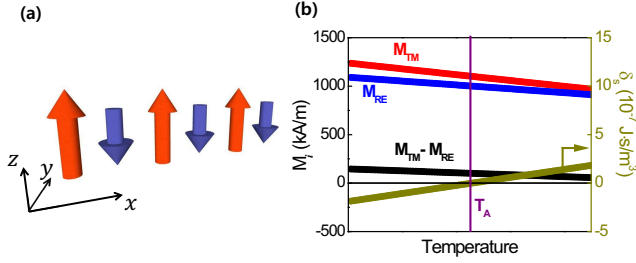 (a)
z
y
x
(b)
1500
1000
500
0
-500
M_i (kA/m)
M_TM
M_RE
M_TM - M_RE
T_A
Temperature
15
10
5
0
-5
δ_s (10^-7 J.s/m^3)